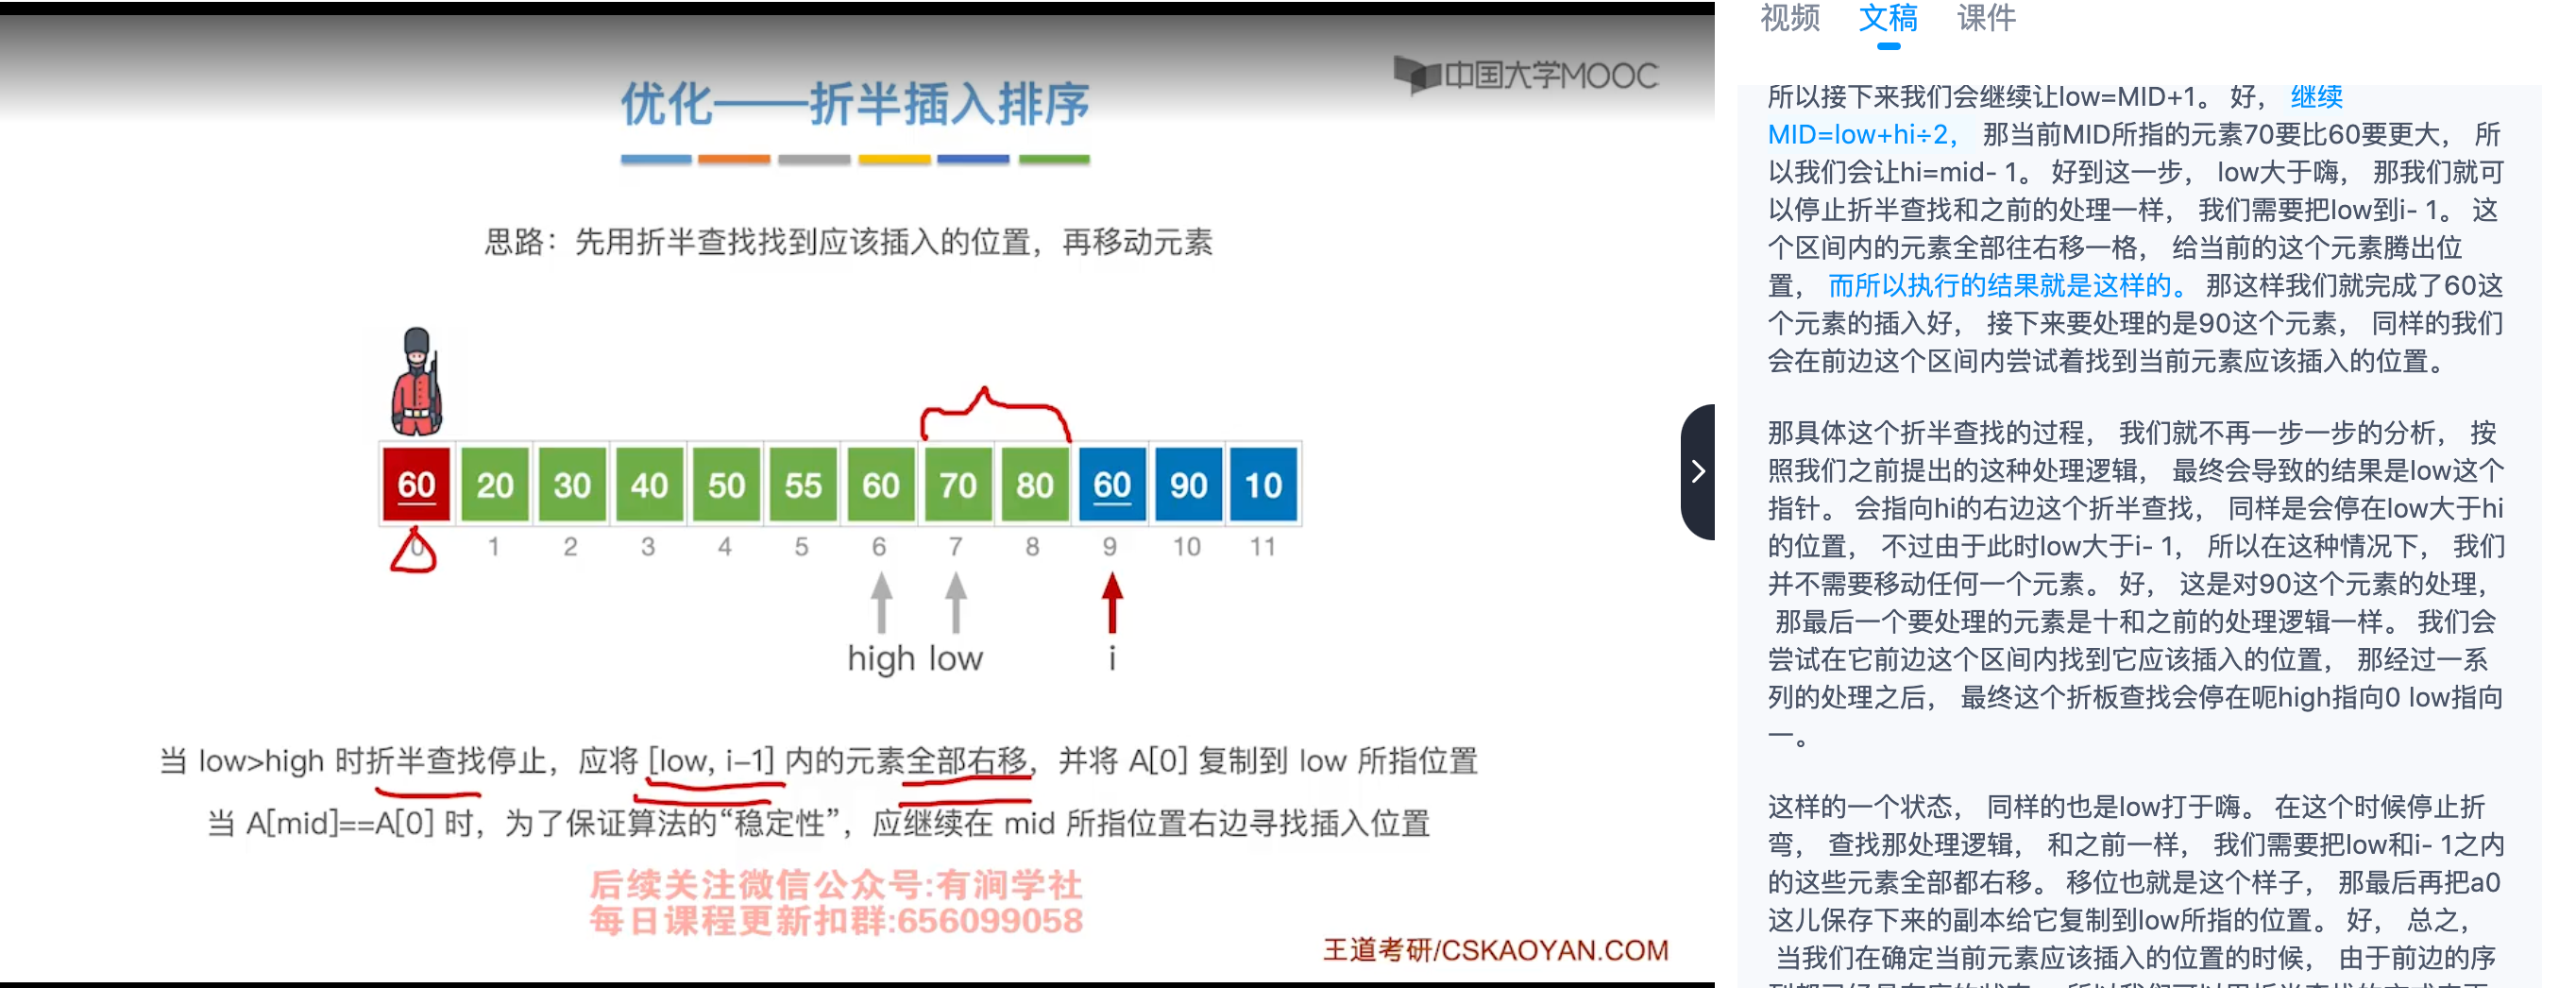 中国大学MOOC
优化——折半插入排序
思路：先用折半查找找到应该插入的位置，再移动元素
60 20 30 40 50 55 60 70 80 60 90 10
0 1 2 3 4 5 6 7 8 9 10 11
high low i
当 low>high 时折半查找停止，应将 [low, i-1] 内的元素全部右移，并将 A[0] 复制到 low 所指位置
当 A[mid]==A[0] 时，为了保证算法的“稳定性”，应继续在 mid 所指位置右边寻找插入位置
后续关注微信公众号:有涧学社
每日课程更新扣群:656099058
王道考研/CSKAOYAN.COM
视频 文稿 课件
所以接下来我们会继续让low=MID+1。 好， 继续
MID=low+hi÷2， 那当前MID所指的元素70要比60要更大， 所
以我们会让hi=mid- 1。 好到这一步， low大于嗨， 那我们就可
以停止折半查找和之前的处理一样， 我们需要把low到i- 1。 这
个区间内的元素全部往右移一格， 给当前的这个元素腾出位
置， 而所以执行的结果就是这样的。 那这样我们就完成了60这
个元素的插入好， 接下来要处理的是90这个元素， 同样的我们
会在前边这个区间内尝试着找到当前元素应该插入的位置。
那具体这个折半查找的过程， 我们就不再一步一步的分析， 按
照我们之前提出的这种处理逻辑， 最终会导致的结果是low这个
指针。 会指向hi的右边这个折半查找， 同样是会停在low大于hi
的位置， 不过由于此时low大于i- 1， 所以在这种情况下， 我们
并不需要移动任何一个元素。 好， 这是对90这个元素的处理，
那最后一个要处理的元素是十和之前的处理逻辑一样。 我们会
尝试在它前边这个区间内找到它应该插入的位置， 那经过一系
列的处理之后， 最终这个折板查找会停在呃high指向0 low指向
一。
这样的一个状态， 同样的也是low打于嗨。 在这个时候停止折
弯， 查找那处理逻辑， 和之前一样， 我们需要把low和i- 1之内
的这些元素全部都右移。 移位也就是这个样子， 那最后再把a0
这儿保存下来的副本给它复制到low所指的位置。 好， 总之，
当我们在确定当前元素应该插入的位置的时候， 由于前边的序